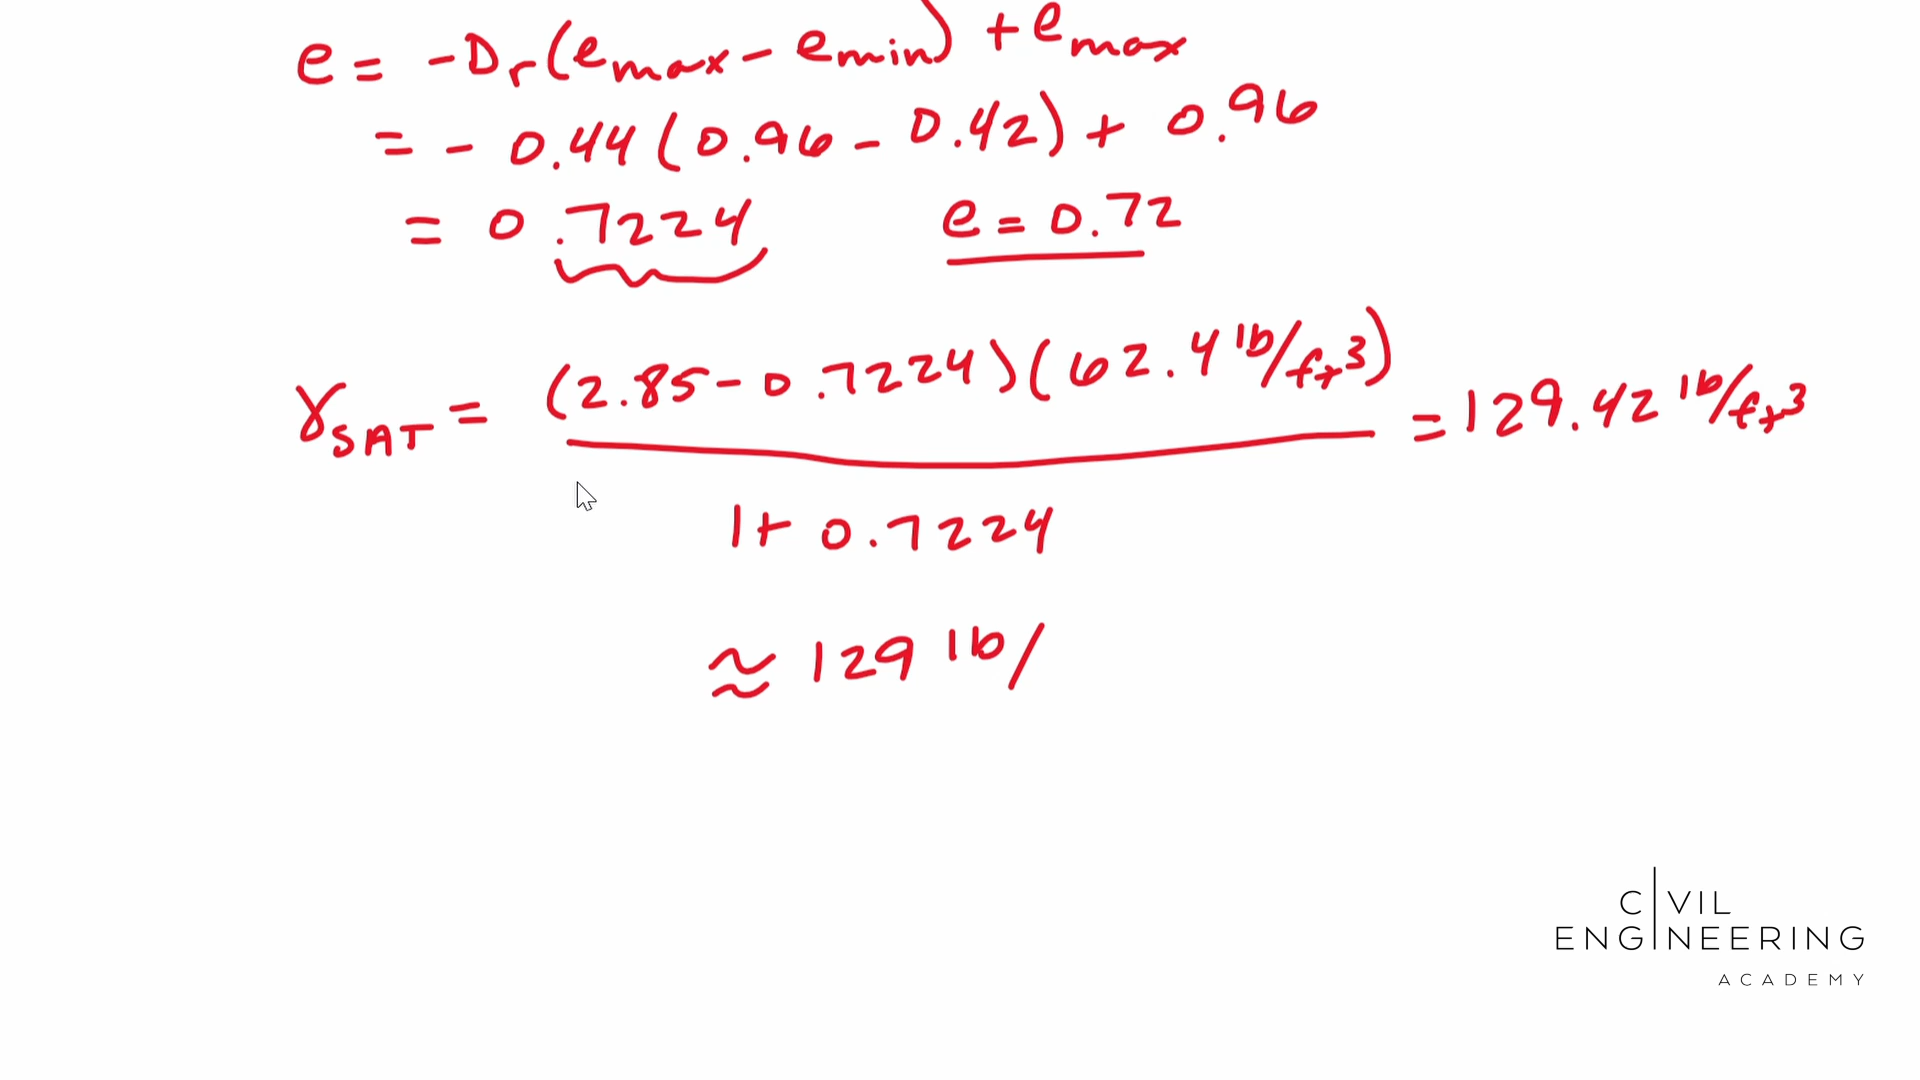 e = -Dr(emax - emin) + emax
= - 0.44 (0.96 - 0.42) + 0.96
= 0.7224 e = 0.72
γSAT = (2.85 - 0.7224)(62.4 lb/ft3) = 129.42 lb/ft3
1 + 0.7224
≈ 129 lb/
CIVIL
ENGINEERING
ACADEMY